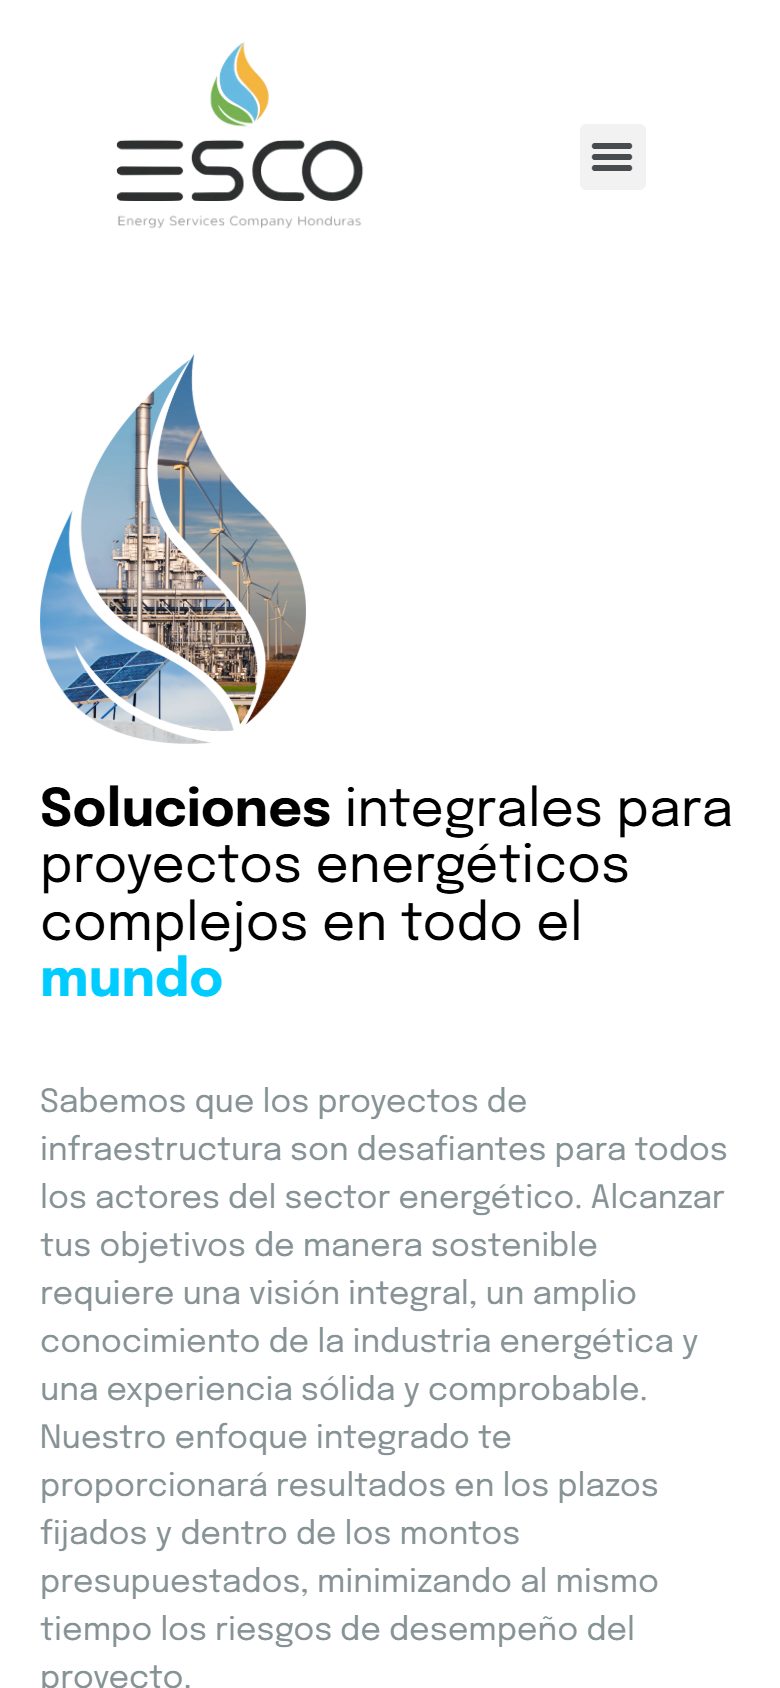 ESCO
Energy Services Company Honduras
Soluciones integrales para
proyectos energéticos
complejos en todo el
mundo
Sabemos que los proyectos de
infraestructura son desafiantes para todos
los actores del sector energético. Alcanzar
tus objetivos de manera sostenible
requiere una visión integral, un amplio
conocimiento de la industria energética y
una experiencia sólida y comprobable.
Nuestro enfoque integrado te
proporcionará resultados en los plazos
fijados y dentro de los montos
presupuestados, minimizando al mismo
tiempo los riesgos de desempeño del
proyecto.